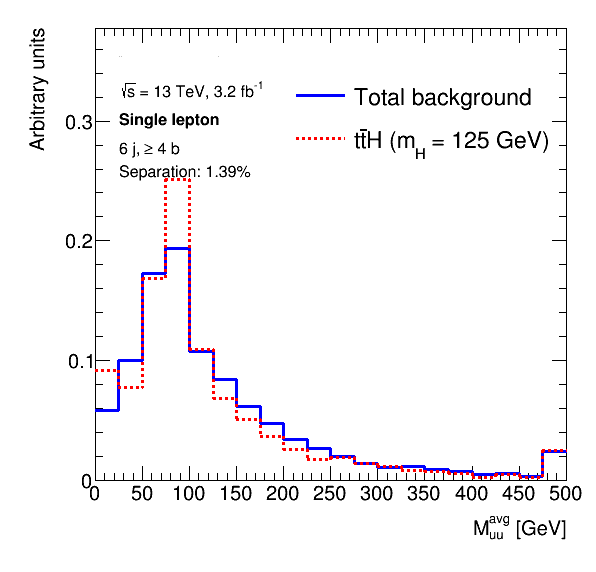 Arbitrary units
√s = 13 TeV, 3.2 fb⁻¹
Single lepton
6 j, ≥ 4 b
Separation: 1.39%
Total background
tt̄H (m_H = 125 GeV)
0.3
0.2
0.1
0
0 50 100 150 200 250 300 350 400 450 500
M_uu^avg [GeV]